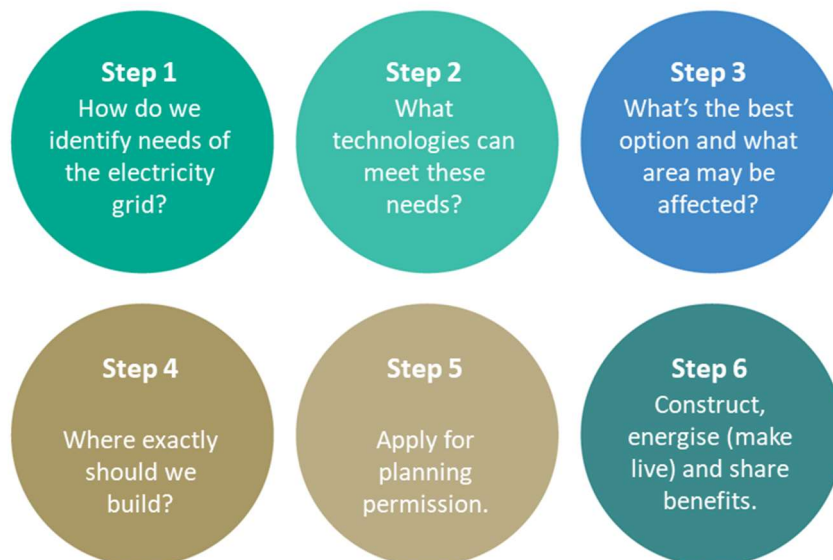 Step 1
How do we
identify needs of
the electricity
grid?
Step 2
What
technologies can
meet these
needs?
Step 3
What’s the best
option and what
area may be
affected?
Step 4
Where exactly
should we
build?
Step 5
Apply for
planning
permission.
Step 6
Construct,
energise (make
live) and share
benefits.